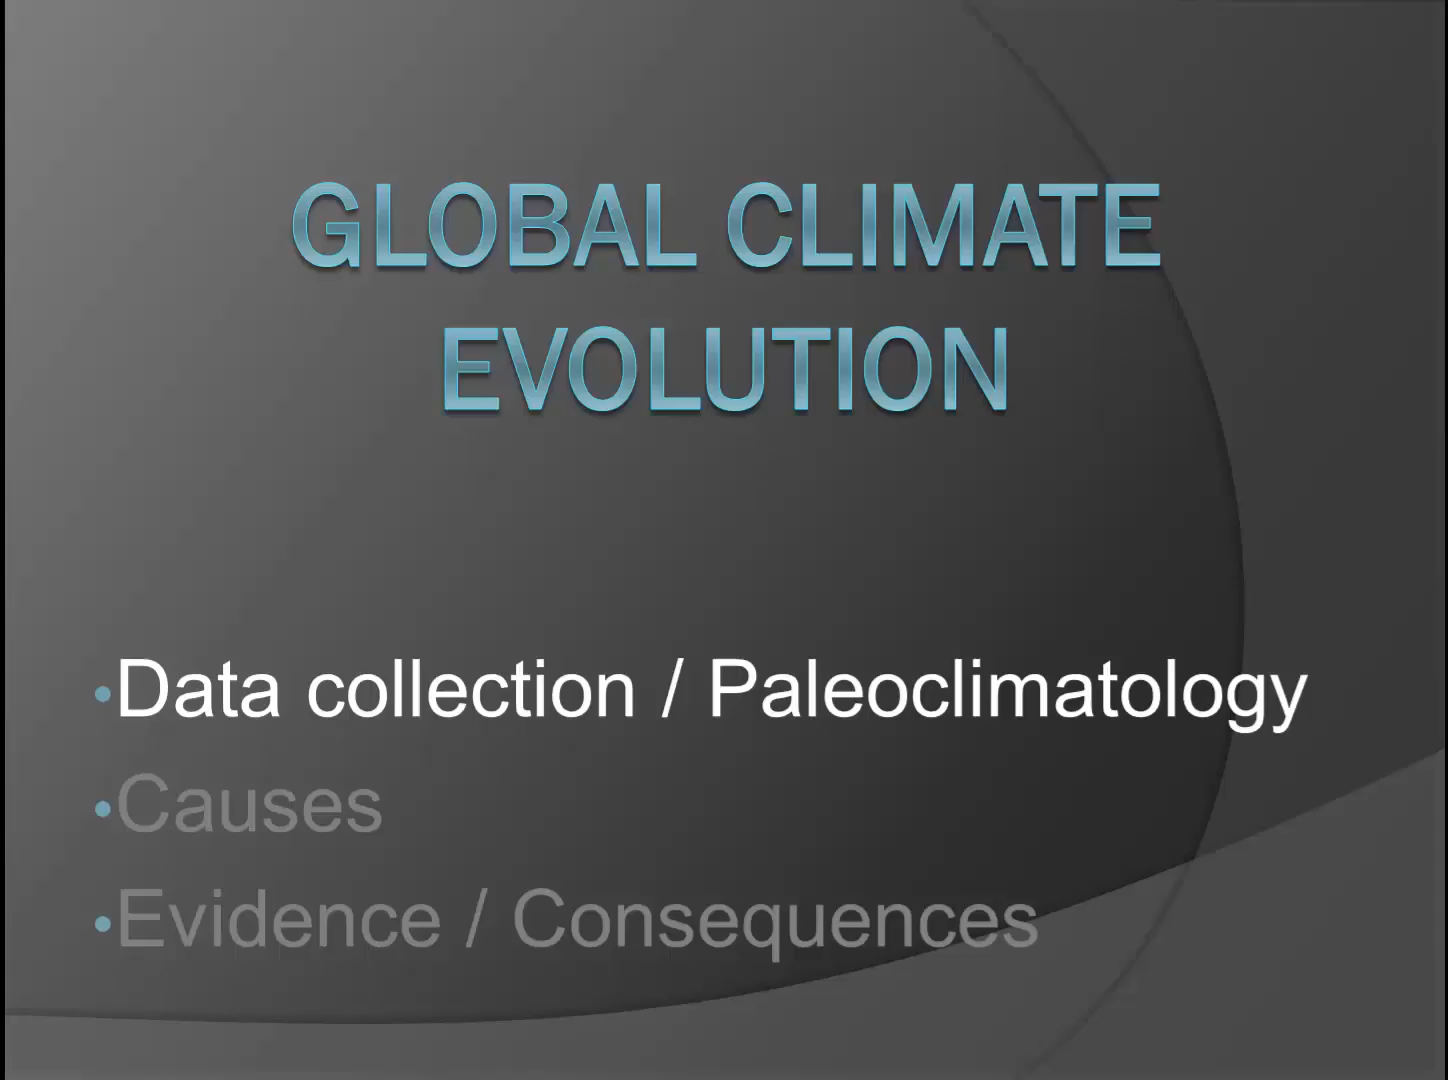 GLOBAL CLIMATE
EVOLUTION
•Data collection / Paleoclimatology
•Causes
•Evidence / Consequences